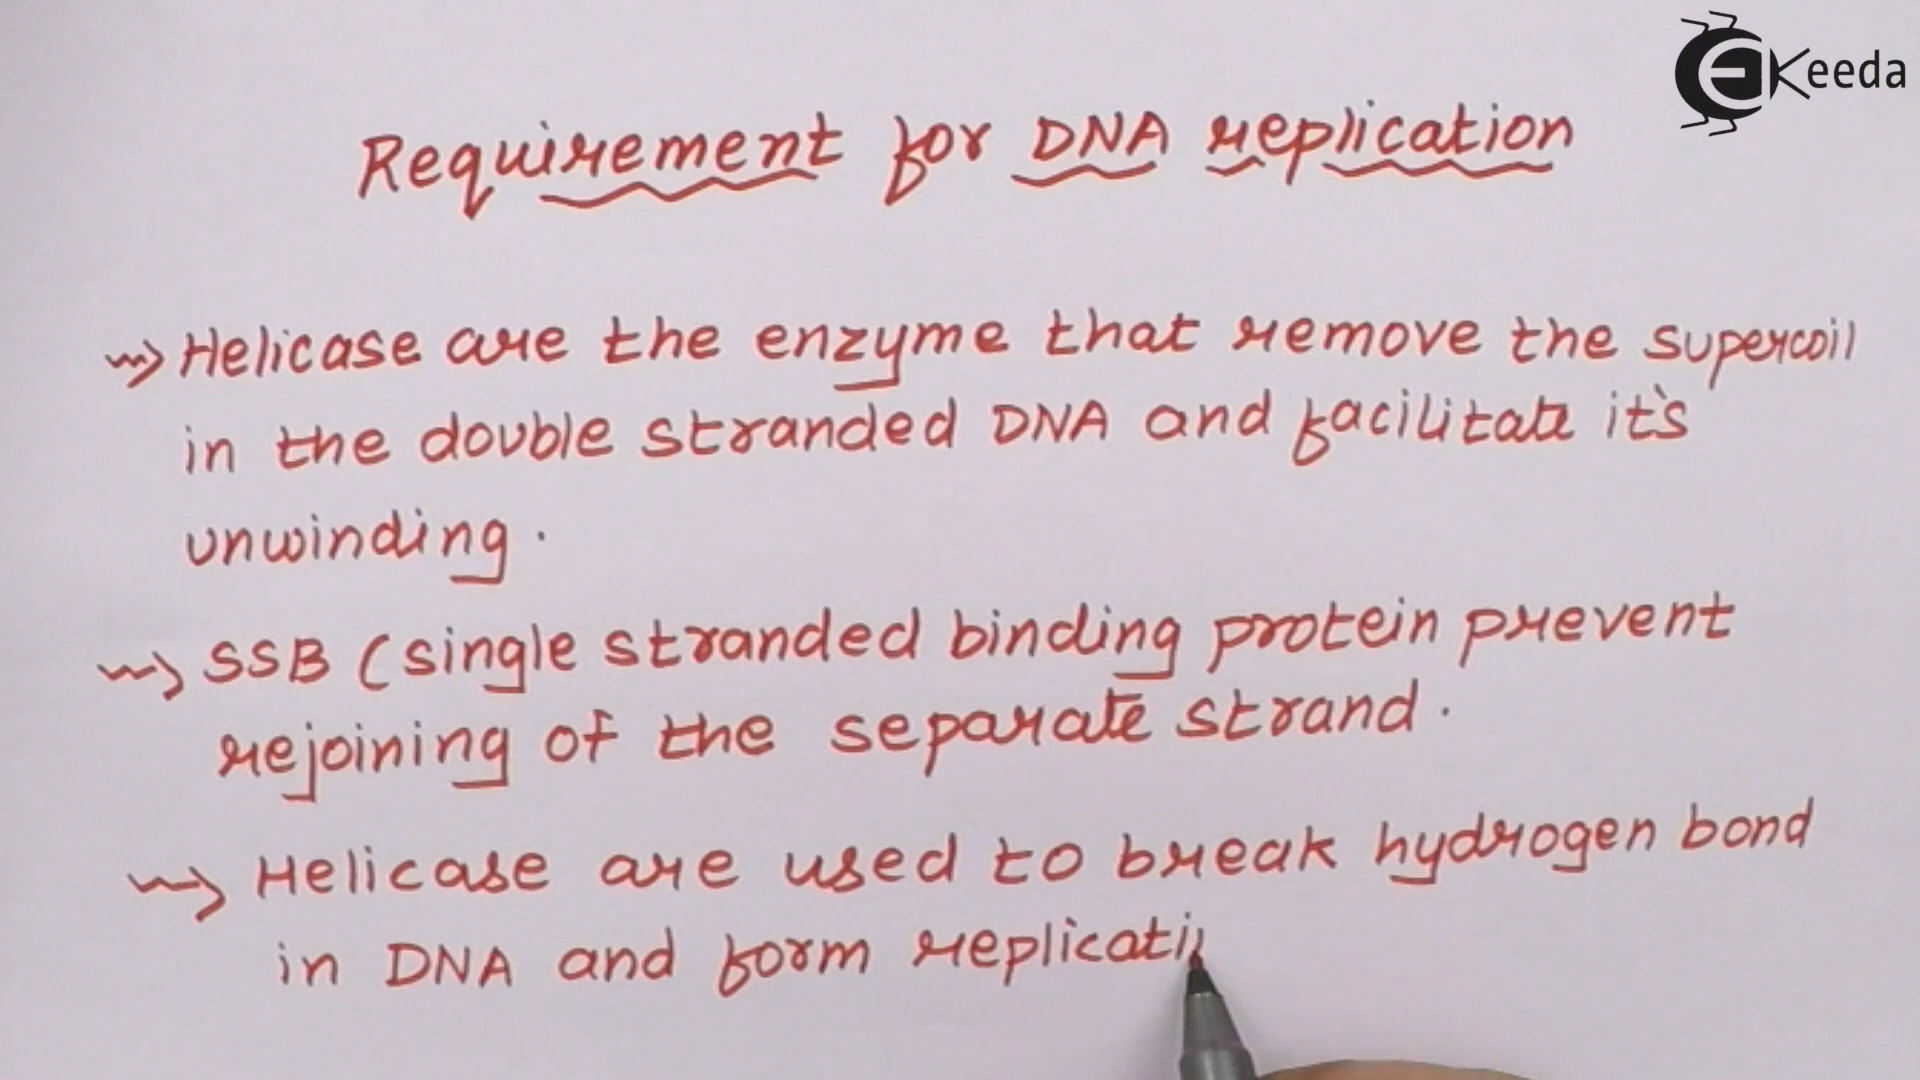 Keeda
Requirement for DNA replication
Helicase are the enzyme that remove the supercoil
in the double stranded DNA and facilitate it's
unwinding.
SSB (single stranded binding protein prevent
rejoining of the separate strand.
Helicase are used to break hydrogen bond
in DNA and form replicati